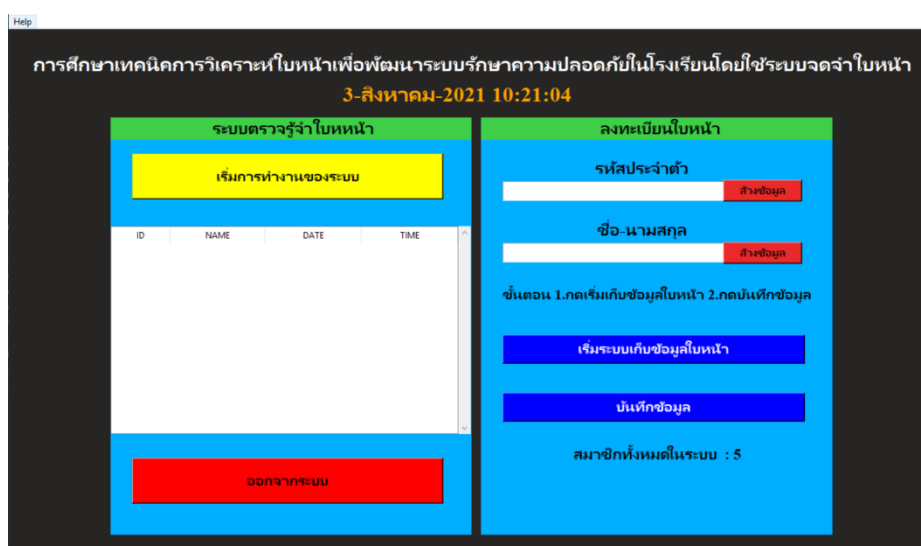 Help
การศึกษาเทคนิคการวิเคราะห์ใบหน้าเพื่อพัฒนาระบบรักษาความปลอดภัยในโรงเรียนโดยใช้ระบบจดจำใบหน้า
3-สิงหาคม-2021 10:21:04
ระบบตรวจรู้จำใบหหน้า
เริ่มการทำงานของระบบ
ID NAME DATE TIME
ออกจากระบบ
ลงทะเบียนใบหน้า
รหัสประจำตัว
ล้างข้อมูล
ชื่อ-นามสกุล
ล้างข้อมูล
ขั้นตอน 1.กดเริ่มเก็บข้อมูลใบหน้า 2.กดบันทึกข้อมูล
เริ่มระบบเก็บข้อมูลใบหน้า
บันทึกข้อมูล
สมาชิกทั้งหมดในระบบ : 5